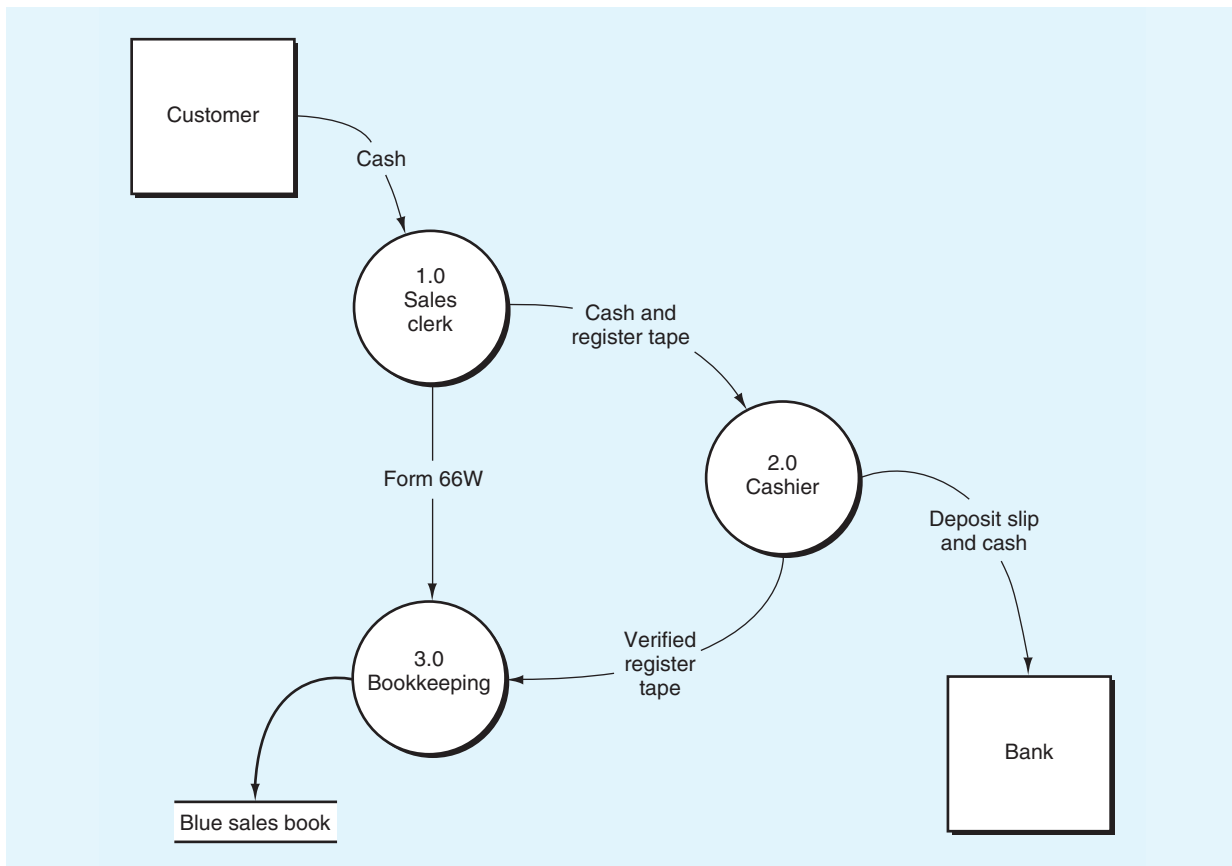 Customer
Cash
1.0
Sales
clerk
Cash and
register tape
Form 66W
2.0
Cashier
Deposit slip
and cash
Verified
register
tape
3.0
Bookkeeping
Bank
Blue sales book